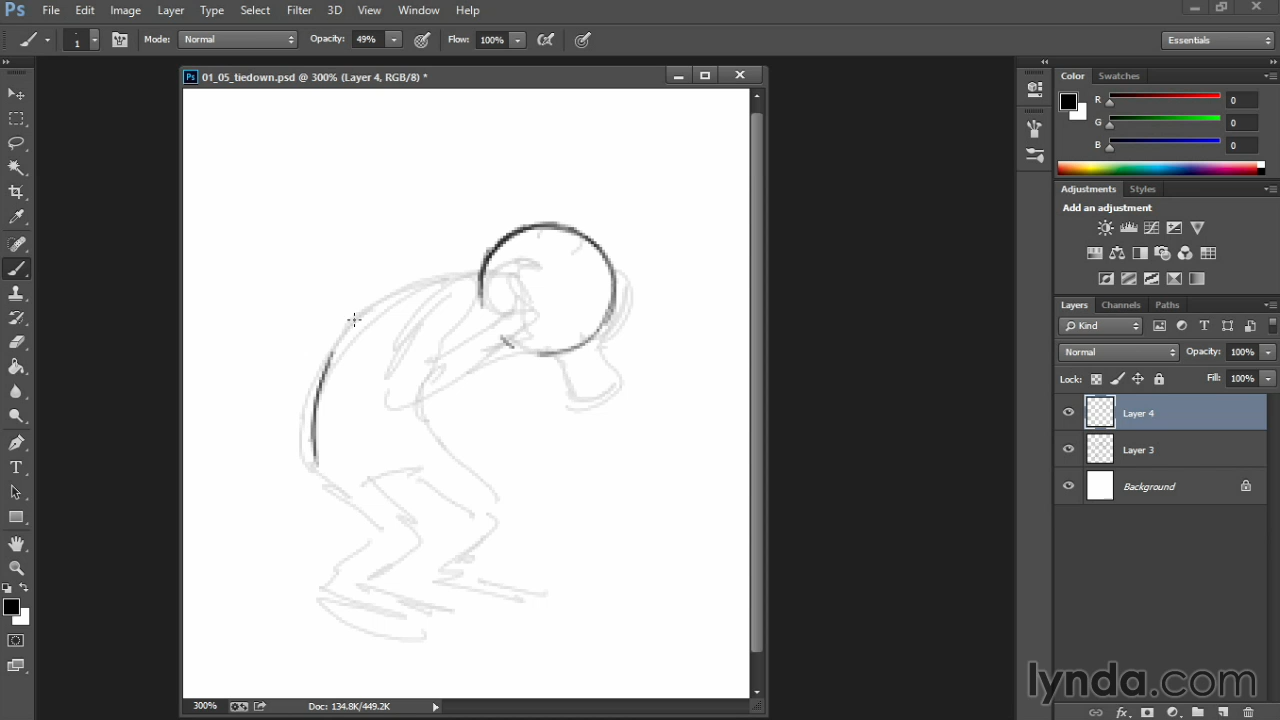 Ps File Edit Image Layer Type Select Filter 3D View Window Help
1 Mode: Normal Opacity: 49% Flow: 100% Essentials
Ps 01_05_tiedown.psd @ 300% (Layer 4, RGB/8) *
Color Swatches
R 0
G 0
B 0
Adjustments Styles
Add an adjustment
Layers Channels Paths
Kind
Normal Opacity: 100%
Lock: Fill: 100%
Layer 4
Layer 3
Background
T
300% Doc: 134.8K/449.2K
lynda.com
fx